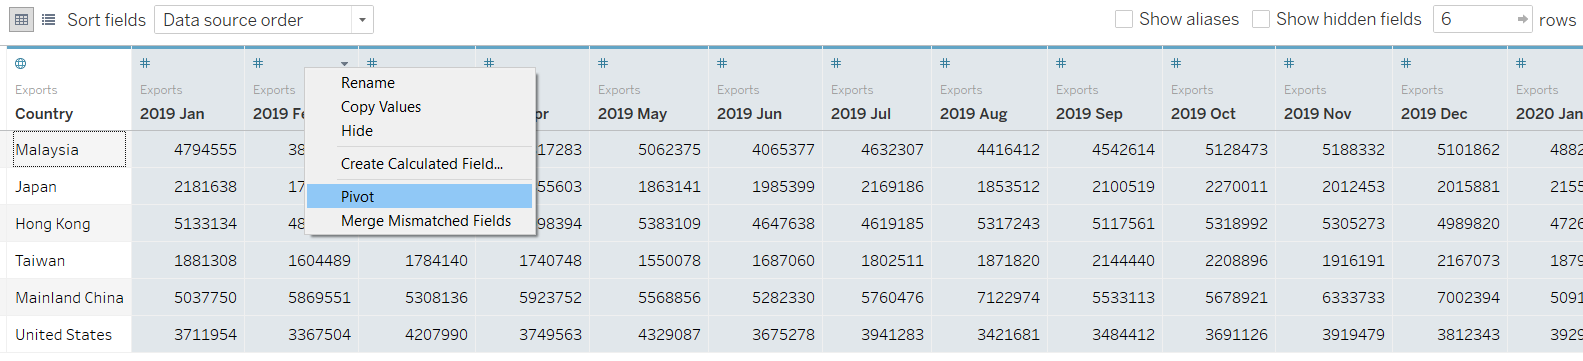 Sort fields Data source order Show aliases Show hidden fields 6 rows
Exports Exports Exports Exports Exports Exports Exports Exports Exports Exports Exports Exports
Country 2019 Jan 2019 2019 May 2019 Jun 2019 Jul 2019 Aug 2019 Sep 2019 Oct 2019 Nov 2019 Dec 2020 Jan
Rename
Copy Values
Hide
Create Calculated Field...
Pivot
Merge Mismatched Fields
Malaysia 4794555 38 17283 5062375 4065377 4632307 4416412 4542614 5128473 5188332 5101862 4882
Japan 2181638 17 55603 1863141 1985399 2169186 1853512 2100519 2270011 2012453 2015881 2155
Hong Kong 5133134 48 98394 5383109 4647638 4619185 5317243 5117561 5318992 5305273 4989820 4726
Taiwan 1881308 1604489 1784140 1740748 1550078 1687060 1802511 1871820 2144440 2208896 1916191 2167073 1879
Mainland China 5037750 5869551 5308136 5923752 5568856 5282330 5760476 7122974 5533113 5678921 6333733 7002394 5091
United States 3711954 3367504 4207990 3749563 4329087 3675278 3941283 3421681 3484412 3691126 3919479 3812343 3929